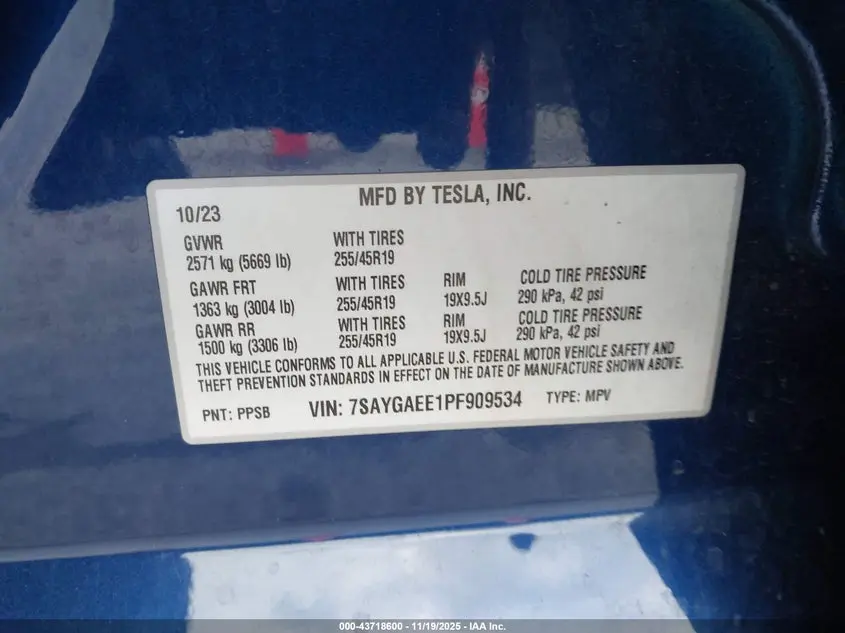 MFD BY TESLA, INC.
10/23
GVWR WITH TIRES
2571 kg (5669 lb) 255/45R19
GAWR FRT WITH TIRES RIM COLD TIRE PRESSURE
1363 kg (3004 lb) 255/45R19 19X9.5J 290 kPa, 42 psi
GAWR RR WITH TIRES RIM COLD TIRE PRESSURE
1500 kg (3306 lb) 255/45R19 19X9.5J 290 kPa, 42 psi
THIS VEHICLE CONFORMS TO ALL APPLICABLE U.S. FEDERAL MOTOR VEHICLE SAFETY AND
THEFT PREVENTION STANDARDS IN EFFECT ON THE DATE OF MANUFACTURE SHOWN ABOVE.
PNT: PPSB VIN: 7SAYGAEE1PF909534 TYPE: MPV
000-43718600 - 11/19/2025 - IAA Inc.